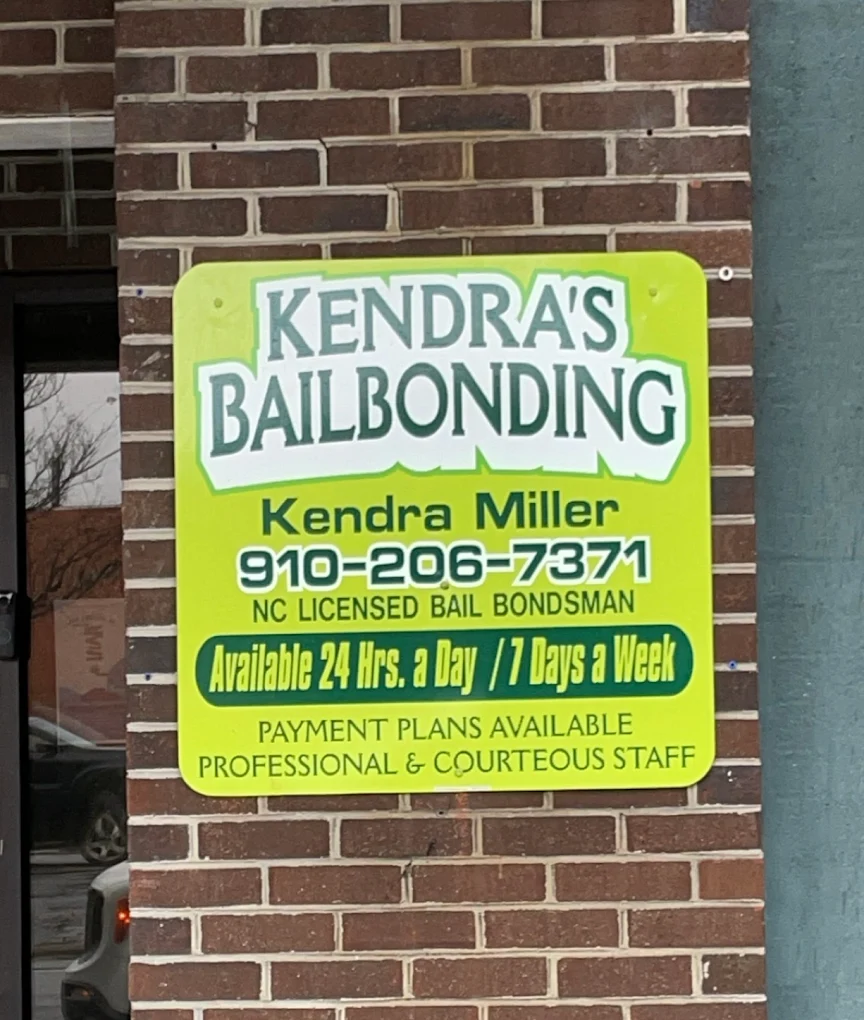 KENDRA'S
BAILBONDING
Kendra Miller
910-206-7371
NC LICENSED BAIL BONDSMAN
Available 24 Hrs. a Day / 7 Days a Week
PAYMENT PLANS AVAILABLE
PROFESSIONAL & COURTEOUS STAFF